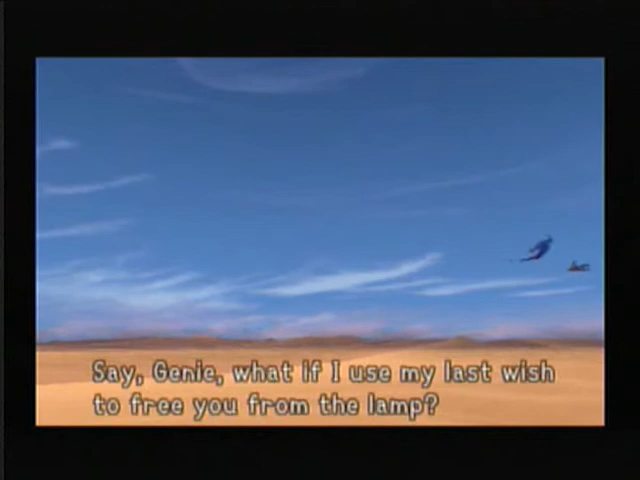 Say, Genie, what if I use my last wish
to free you from the lamp?